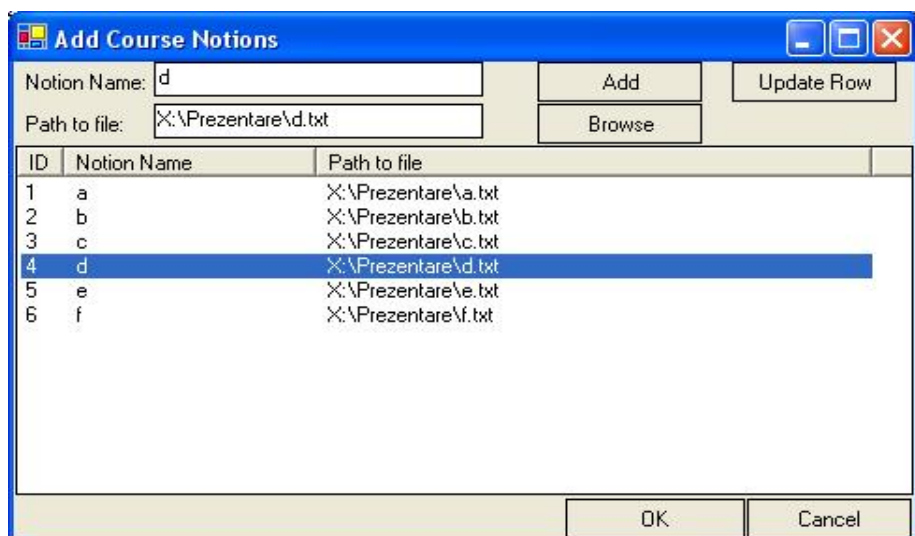 Add Course Notions
Notion Name: d Add Update Row
Path to file: X:\Prezentare\d.txt Browse
ID Notion Name Path to file
1 a X:\Prezentare\a.txt
2 b X:\Prezentare\b.txt
3 c X:\Prezentare\c.txt
4 d X:\Prezentare\d.txt
5 e X:\Prezentare\e.txt
6 f X:\Prezentare\f.txt
OK Cancel